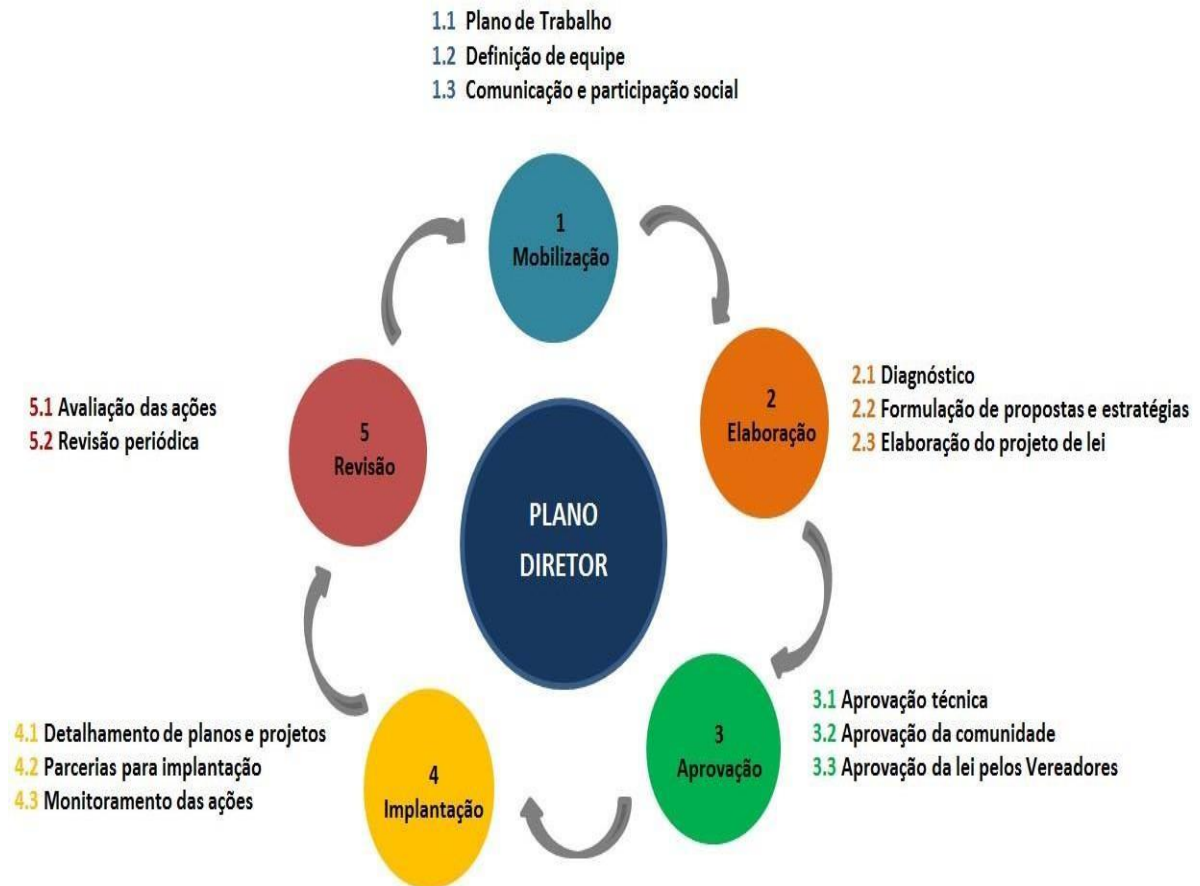 1.1 Plano de Trabalho
1.2 Definição de equipe
1.3 Comunicação e participação social
1
Mobilização
2
Elaboração
2.1 Diagnóstico
2.2 Formulação de propostas e estratégias
2.3 Elaboração do projeto de lei
3
Aprovação
3.1 Aprovação técnica
3.2 Aprovação da comunidade
3.3 Aprovação da lei pelos Vereadores
4
Implantação
4.1 Detalhamento de planos e projetos
4.2 Parcerias para implantação
4.3 Monitoramento das ações
5
Revisão
5.1 Avaliação das ações
5.2 Revisão periódica
PLANO
DIRETOR